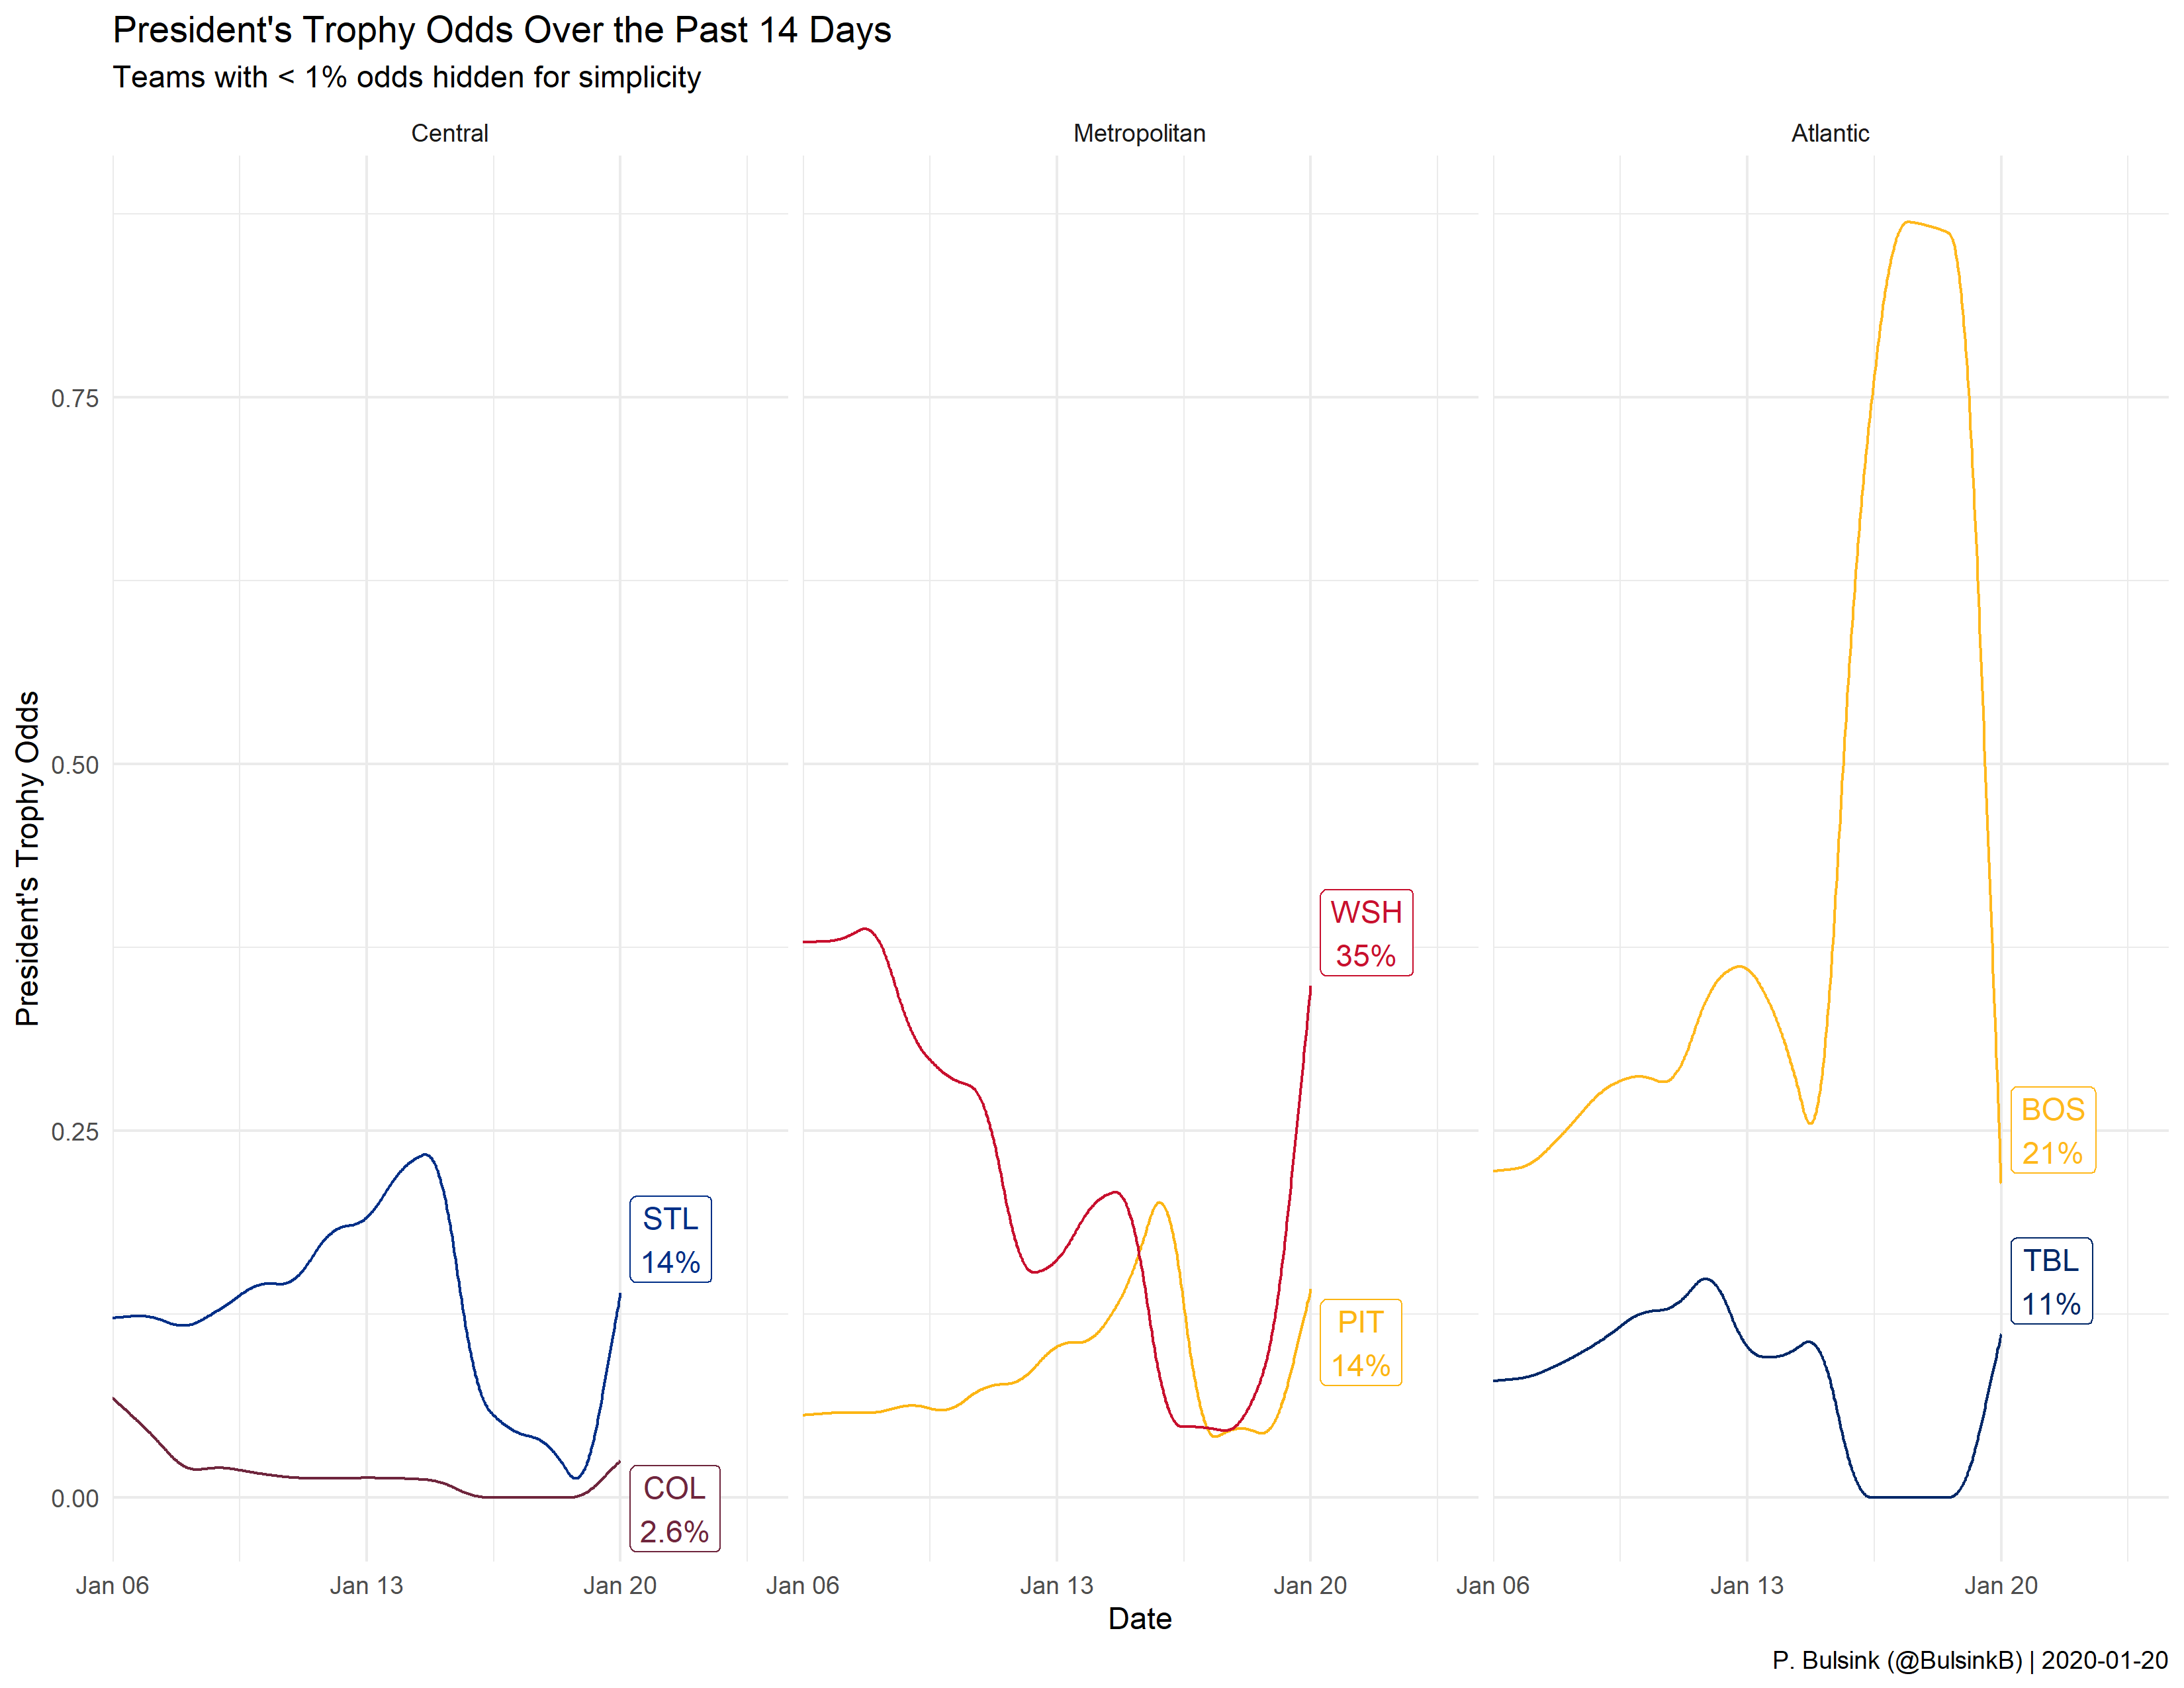 President's Trophy Odds Over the Past 14 Days
Teams with < 1% odds hidden for simplicity
Central
Metropolitan
Atlantic
President's Trophy Odds
0.75
0.50
0.25
0.00
STL
14%
COL
2.6%
WSH
35%
PIT
14%
BOS
21%
TBL
11%
Jan 06
Jan 13
Jan 20
Jan 06
Jan 13
Jan 20
Jan 06
Jan 13
Jan 20
Date
P. Bulsink (@BulsinkB) | 2020-01-20